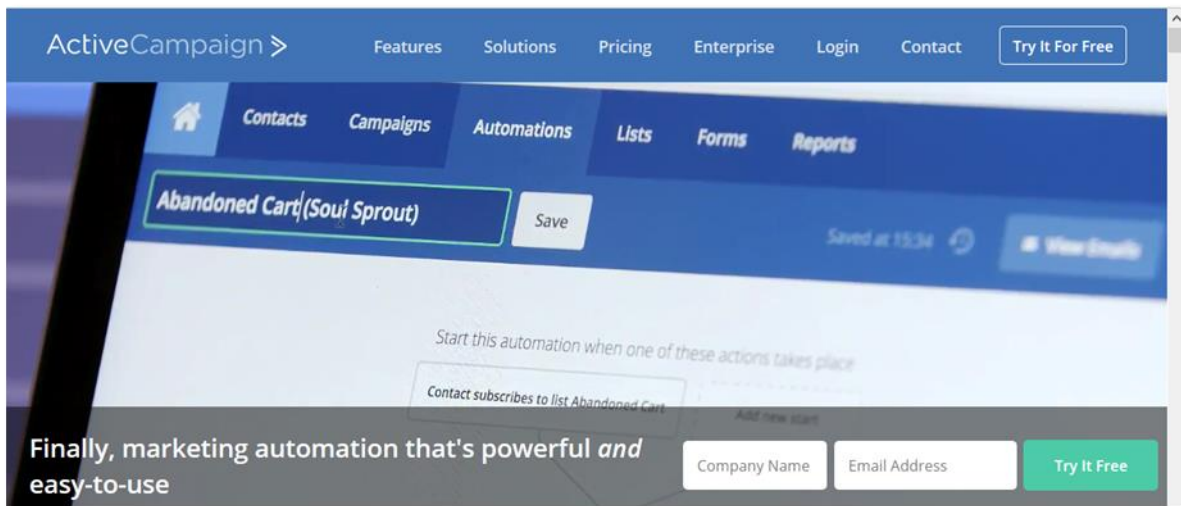 ActiveCampaign
Features Solutions Pricing Enterprise Login Contact Try It For Free
Contacts Campaigns Automations Lists Forms Reports
Abandoned Cart (Soul Sprout) Save
Saved at 15:34 View Emails
Start this automation when one of these actions takes place
Contact subscribes to list Abandoned Cart
Add new start
Finally, marketing automation that's powerful and
easy-to-use
Company Name Email Address Try It Free